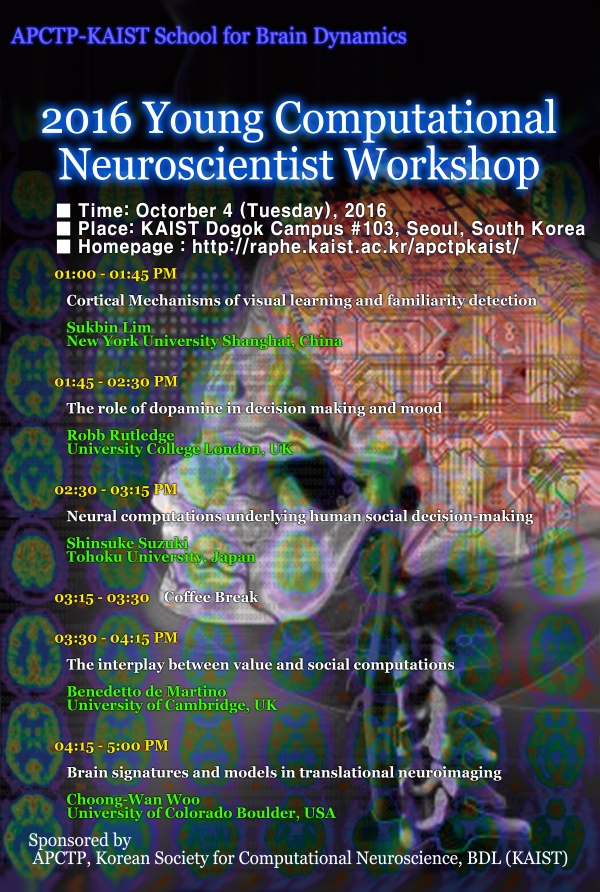 APCTP-KAIST School for Brain Dynamics
2016 Young Computational
Neuroscientist Workshop
■ Time: Octorber 4 (Tuesday), 2016
■ Place: KAIST Dogok Campus #103, Seoul, South Korea
■ Homepage : http://raphe.kaist.ac.kr/apctpkaist/
01:00 - 01:45 PM
Cortical Mechanisms of visual learning and familiarity detection
Sukbin Lim
New York University Shanghai, China
01:45 - 02:30 PM
The role of dopamine in decision making and mood
Robb Rutledge
University College London, UK
02:30 - 03:15 PM
Neural computations underlying human social decision-making
Shinsuke Suzuki
Tohoku University, Japan
03:15 - 03:30 Coffee Break
03:30 - 04:15 PM
The interplay between value and social computations
Benedetto de Martino
University of Cambridge, UK
04:15 - 5:00 PM
Brain signatures and models in translational neuroimaging
Choong-Wan Woo
University of Colorado Boulder, USA
Sponsored by
APCTP, Korean Society for Computational Neuroscience, BDL (KAIST)